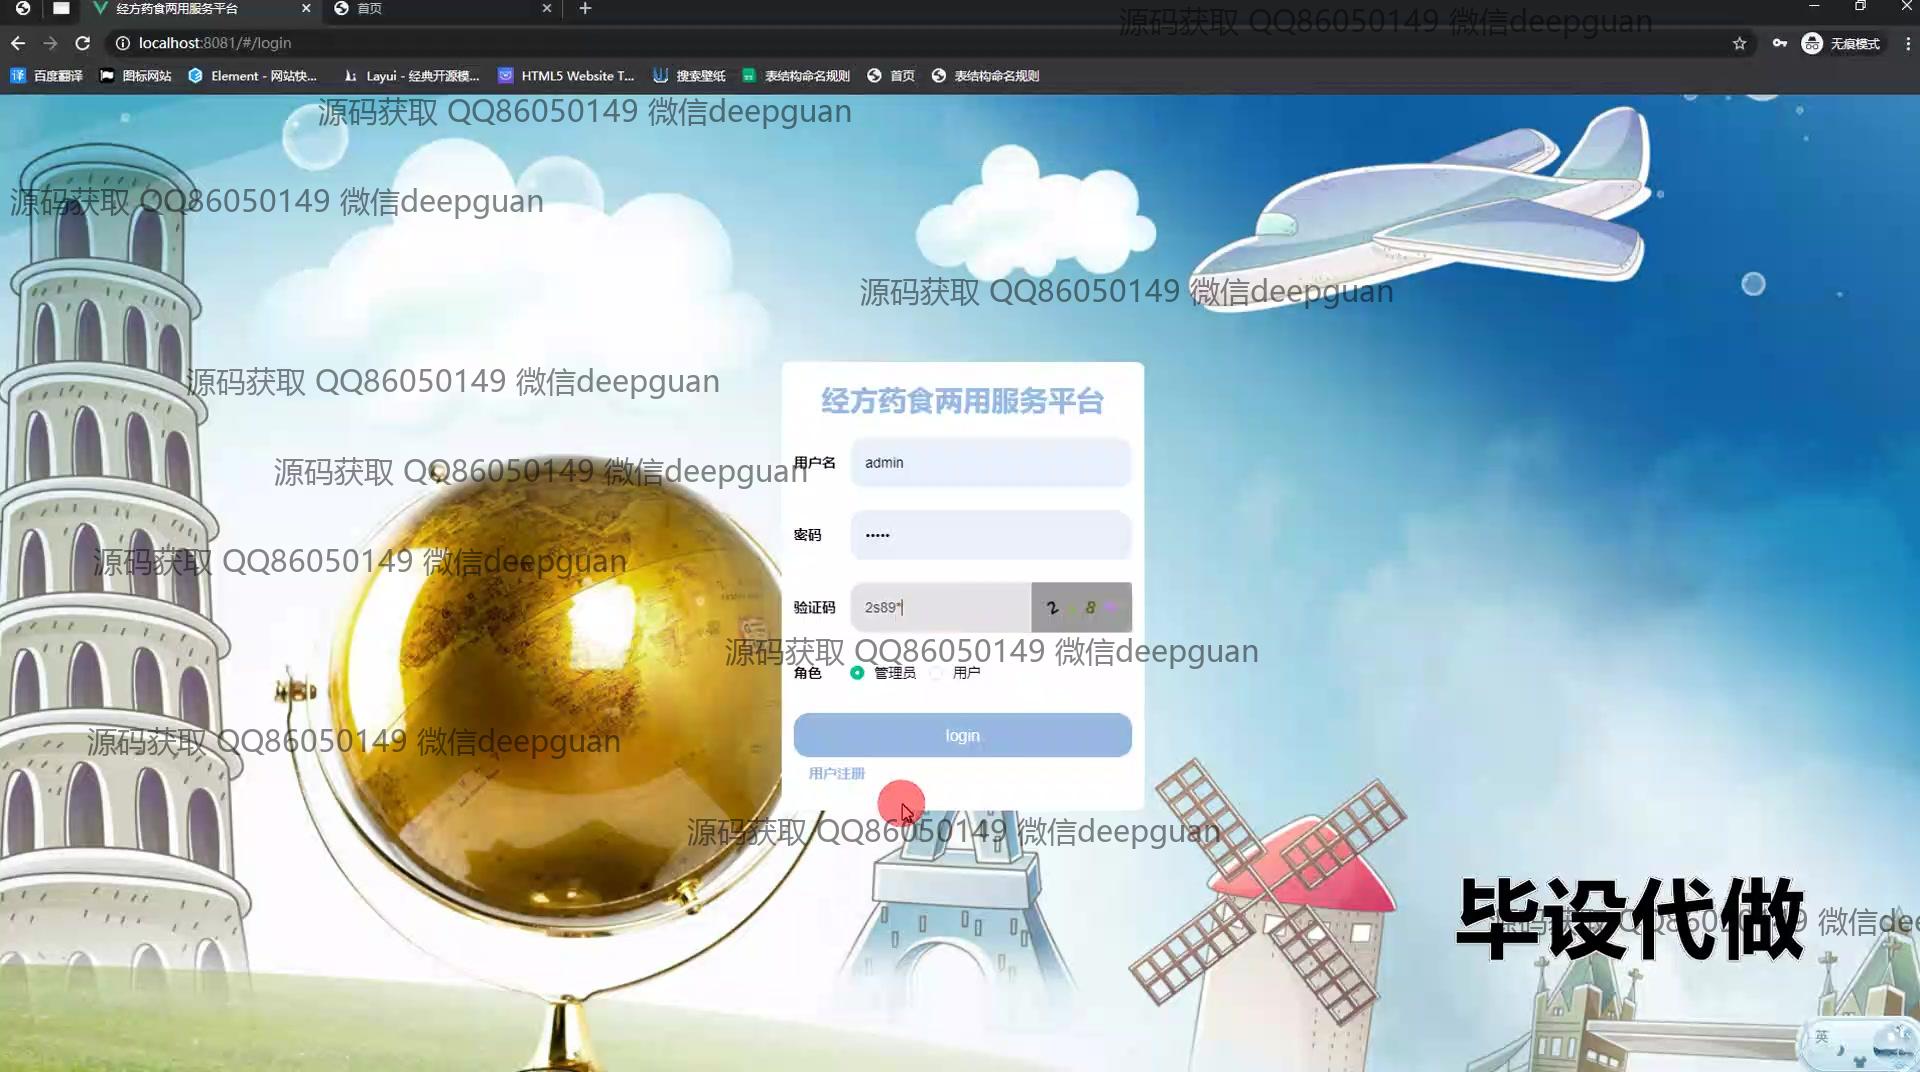 经方药食两用服务平台
首页
源码获取 QQ86050149 微信deepguan
localhost:8081/#/login
无痕模式
百度翻译
图标网站
Element - 网站快...
Layui - 经典开源模...
HTML5 Website T...
搜索壁纸
表结构命名规则
首页
表结构命名规则
源码获取 QQ86050149 微信deepguan
源码获取 QQ86050149 微信deepguan
源码获取 QQ86050149 微信deepguan
源码获取 QQ86050149 微信deepguan
经方药食两用服务平台
用户名
admin
源码获取 QQ86050149 微信deepguan
密码
•••••
源码获取 QQ86050149 微信deepguan
验证码
2s89*
2
8
源码获取 QQ86050149 微信deepguan
角色
管理员
用户
login
源码获取 QQ86050149 微信deepguan
用户注册
源码获取 QQ86050149 微信deepguan
毕设代做
英